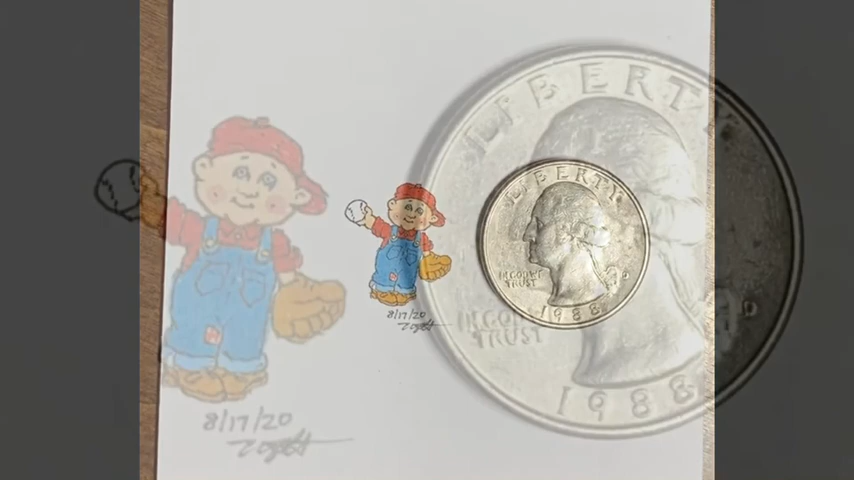 8/17/20
LIBERTY
IN GOD WE
TRUST
D
1988
8/17/20
LIBERTY
IN GOD WE
TRUST
D
1988